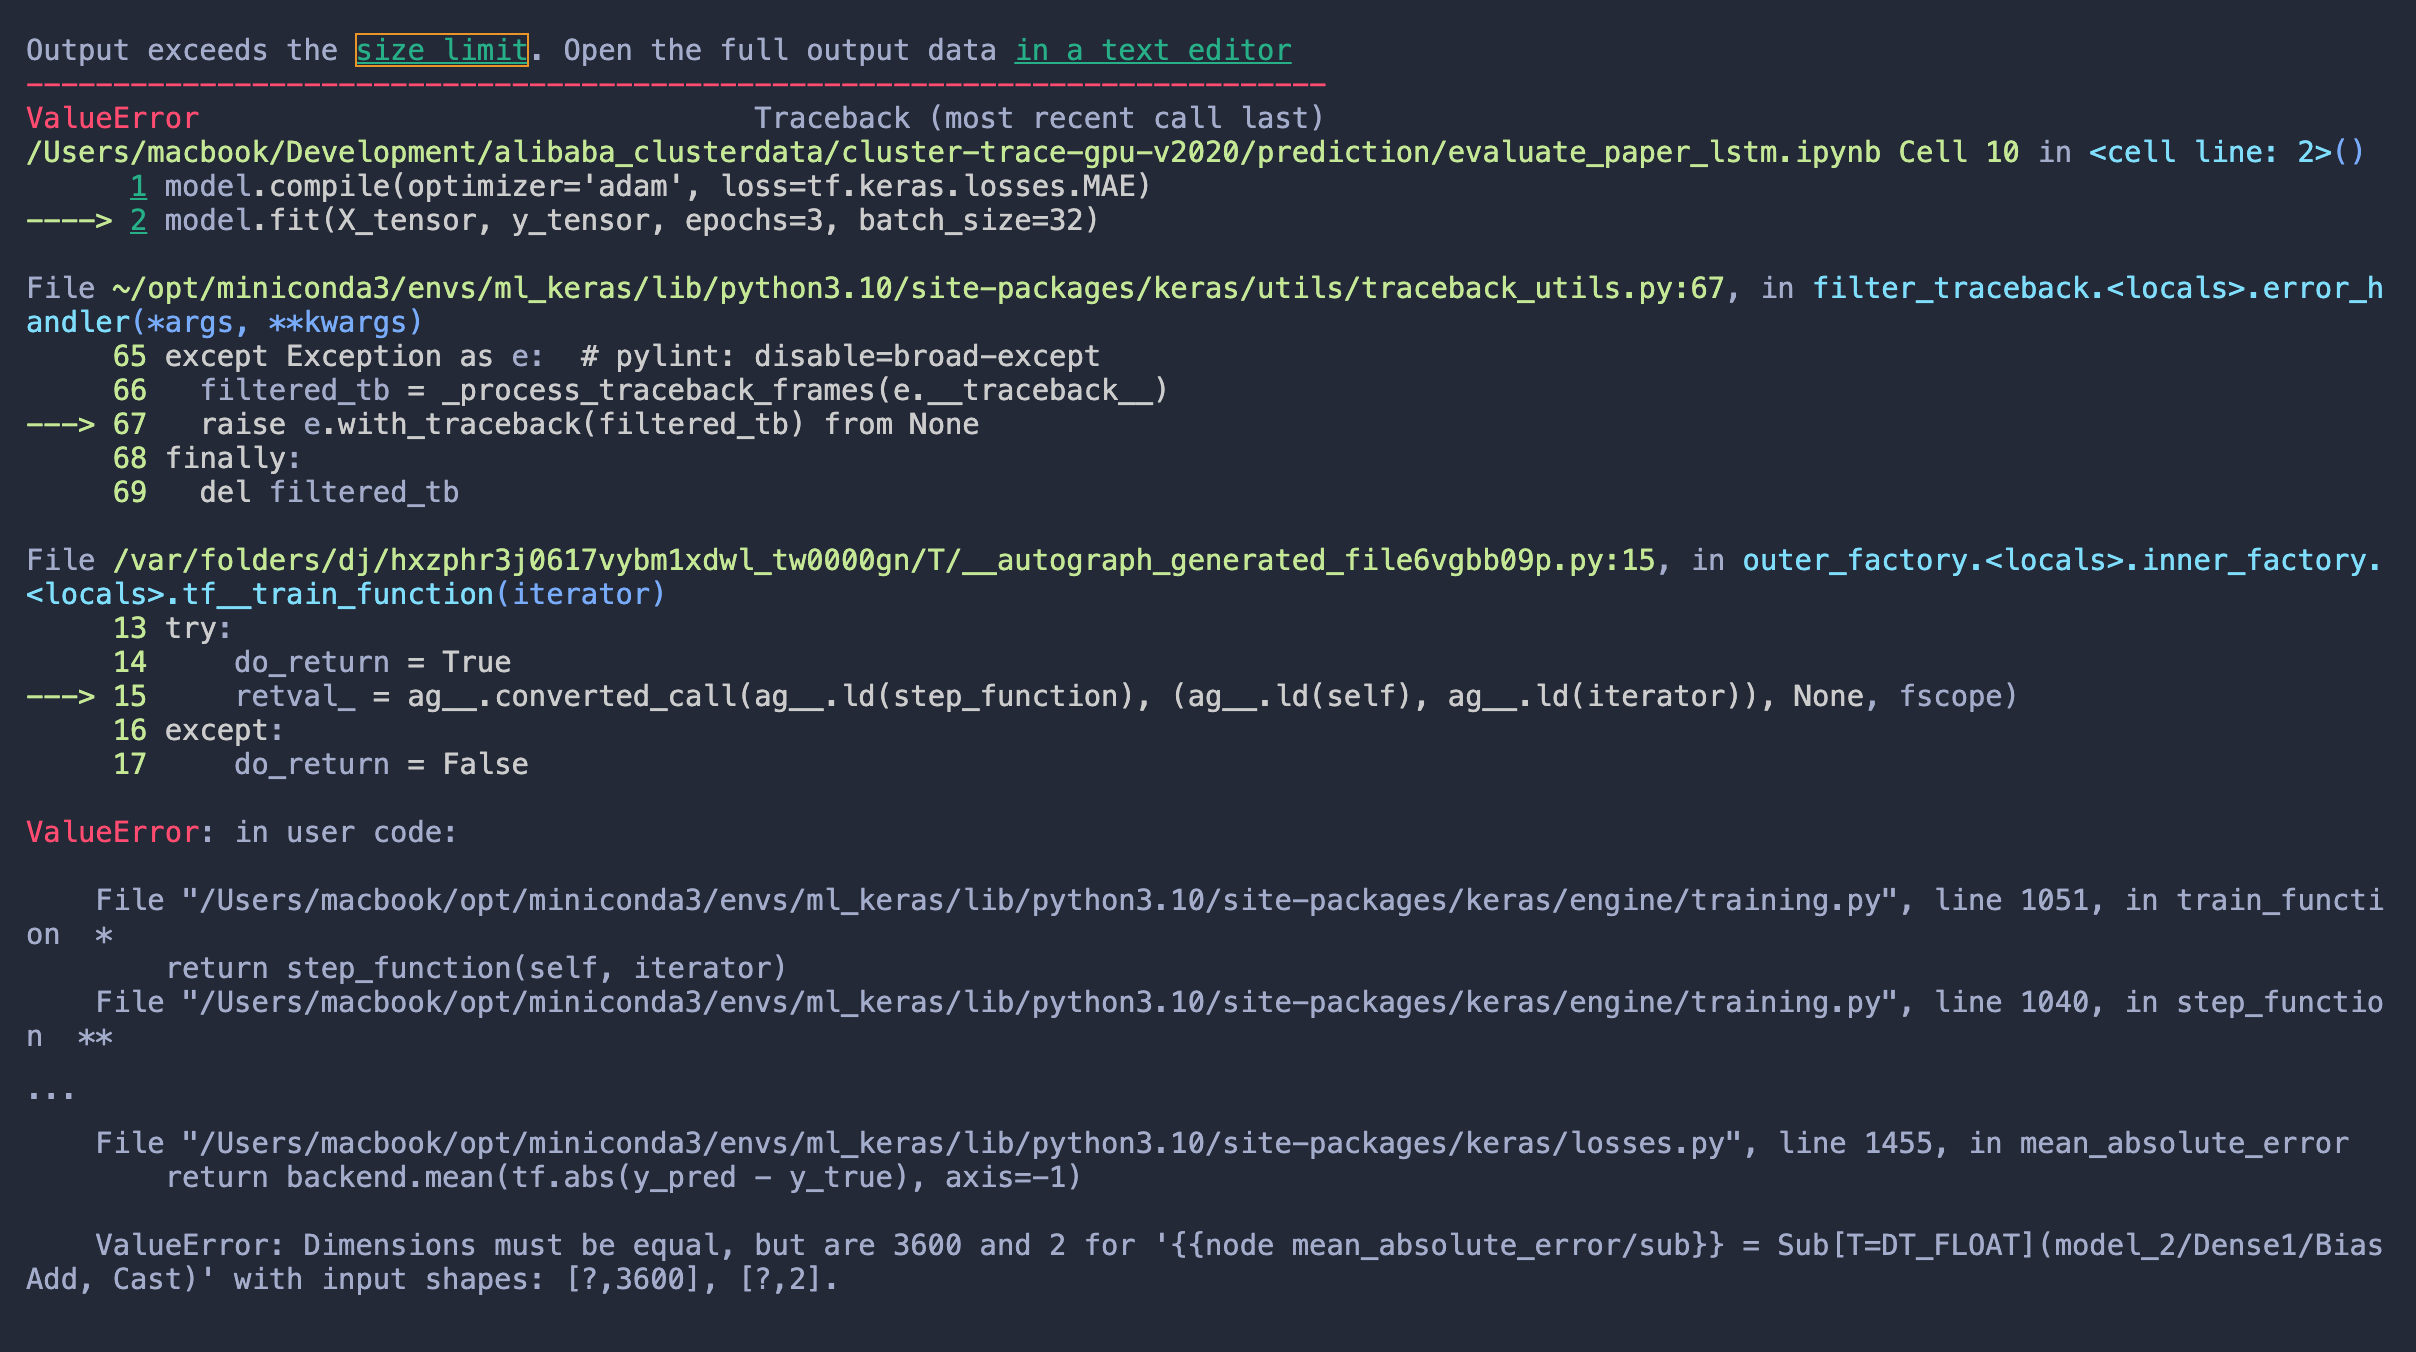 Output exceeds the size limit. Open the full output data in a text editor
---------------------------------------------------------------------------
ValueError                                Traceback (most recent call last)
/Users/macbook/Development/alibaba_clusterdata/cluster-trace-gpu-v2020/prediction/evaluate_paper_lstm.ipynb Cell 10 in <cell line: 2>()
      1 model.compile(optimizer='adam', loss=tf.keras.losses.MAE)
----> 2 model.fit(X_tensor, y_tensor, epochs=3, batch_size=32)

File ~/opt/miniconda3/envs/ml_keras/lib/python3.10/site-packages/keras/utils/traceback_utils.py:67, in filter_traceback.<locals>.error_h
andler(*args, **kwargs)
     65 except Exception as e:  # pylint: disable=broad-except
     66   filtered_tb = _process_traceback_frames(e.__traceback__)
---> 67   raise e.with_traceback(filtered_tb) from None
     68 finally:
     69   del filtered_tb

File /var/folders/dj/hxzphr3j0617vybm1xdwl_tw0000gn/T/__autograph_generated_file6vgbb09p.py:15, in outer_factory.<locals>.inner_factory.
<locals>.tf__train_function(iterator)
     13 try:
     14     do_return = True
---> 15     retval_ = ag__.converted_call(ag__.ld(step_function), (ag__.ld(self), ag__.ld(iterator)), None, fscope)
     16 except:
     17     do_return = False

ValueError: in user code:

    File "/Users/macbook/opt/miniconda3/envs/ml_keras/lib/python3.10/site-packages/keras/engine/training.py", line 1051, in train_functi
on  *
        return step_function(self, iterator)
    File "/Users/macbook/opt/miniconda3/envs/ml_keras/lib/python3.10/site-packages/keras/engine/training.py", line 1040, in step_functio
n  **

...

    File "/Users/macbook/opt/miniconda3/envs/ml_keras/lib/python3.10/site-packages/keras/losses.py", line 1455, in mean_absolute_error
        return backend.mean(tf.abs(y_pred - y_true), axis=-1)

    ValueError: Dimensions must be equal, but are 3600 and 2 for '{{node mean_absolute_error/sub}} = Sub[T=DT_FLOAT](model_2/Dense1/Bias
Add, Cast)' with input shapes: [?,3600], [?,2].